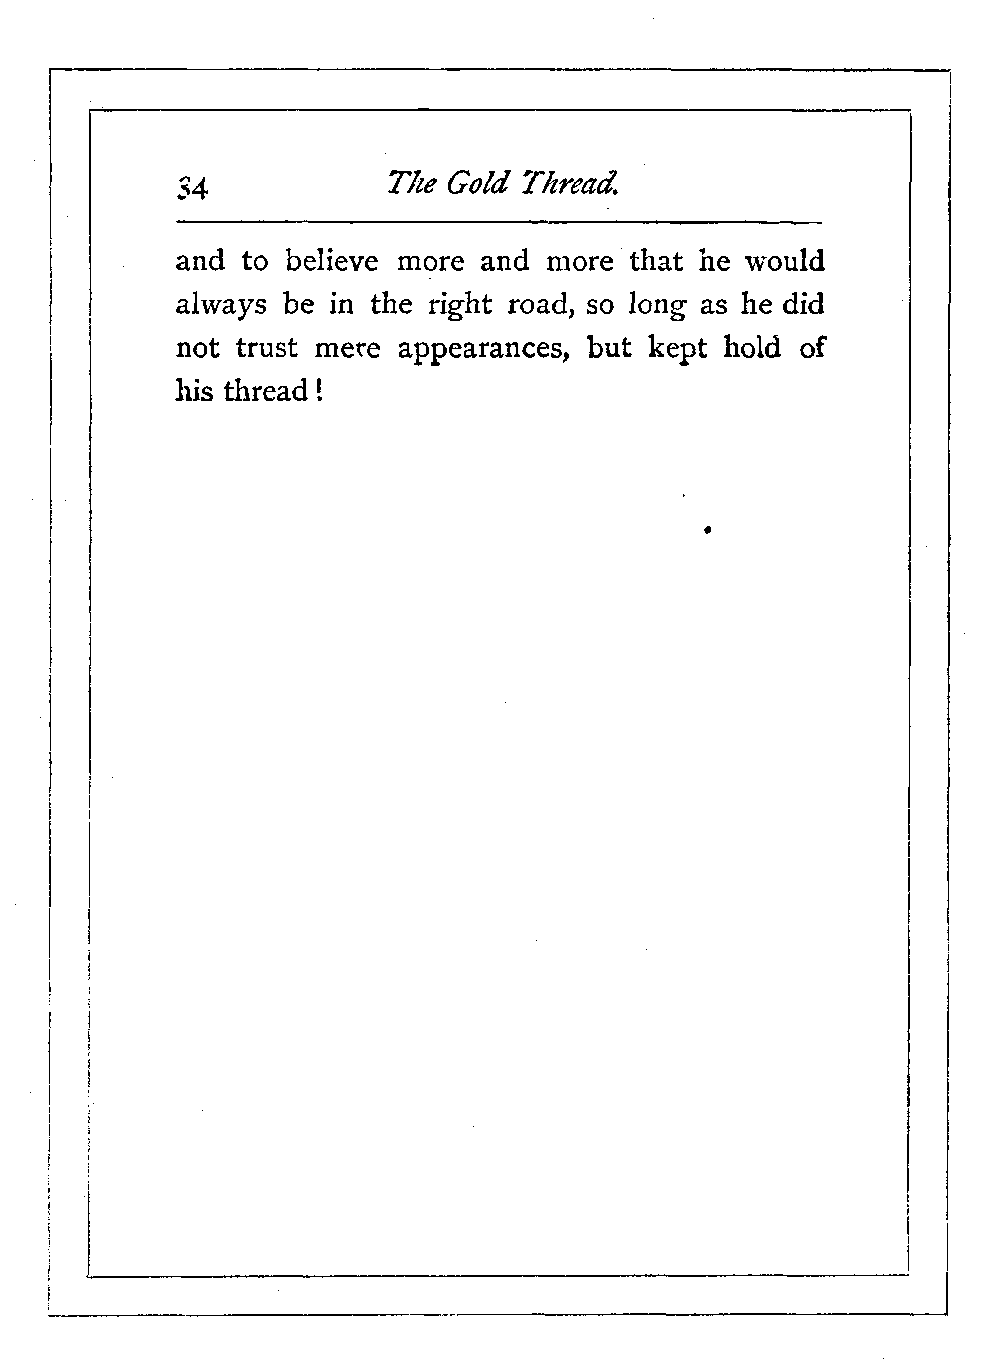 34 The Gold Thread.
and to believe more and more that he would
always be in the right road, so long as he did
not trust mere appearances, but kept hold of
his thread!